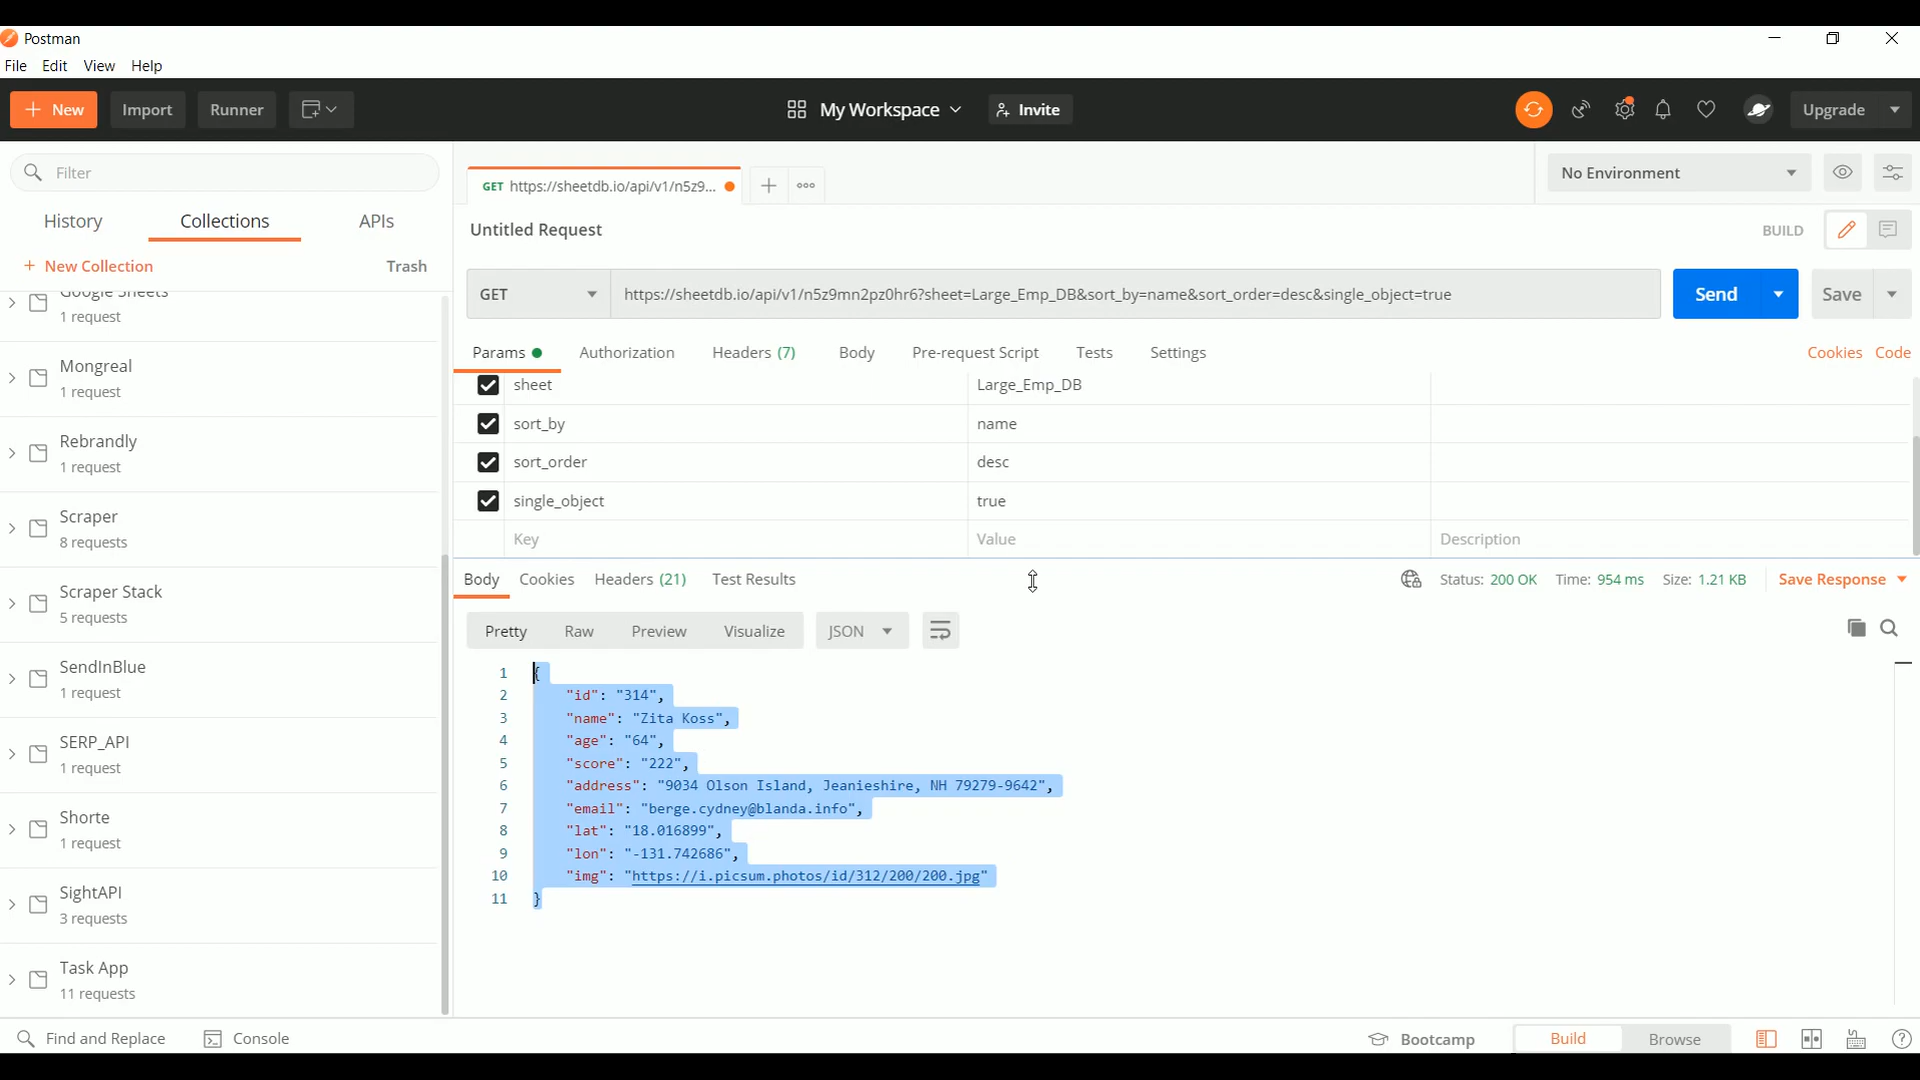 Postman
File Edit View Help
+ New Import Runner My Workspace Invite Upgrade
Filter
History Collections APIs
+ New Collection Trash
Google Sheets
1 request
Mongreal
1 request
Rebrandly
1 request
Scraper
8 requests
Scraper Stack
5 requests
SendInBlue
1 request
SERP_API
1 request
Shorte
1 request
SightAPI
3 requests
Task App
11 requests
GET https://sheetdb.io/api/v1/n5z9... No Environment
Untitled Request BUILD
GET https://sheetdb.io/api/v1/n5z9mn2pz0hr6?sheet=Large_Emp_DB&sort_by=name&sort_order=desc&single_object=true Send Save
Params Authorization Headers (7) Body Pre-request Script Tests Settings Cookies Code
sheet Large_Emp_DB
sort_by name
sort_order desc
single_object true
Key Value Description
Body Cookies Headers (21) Test Results Status: 200 OK Time: 954 ms Size: 1.21 KB Save Response
Pretty Raw Preview Visualize JSON
1 {
2 "id": "314",
3 "name": "Zita Koss",
4 "age": "64",
5 "score": "222",
6 "address": "9034 Olson Island, Jeanieshire, NH 79279-9642",
7 "email": "berge.cydney@blanda.info",
8 "lat": "18.016899",
9 "lon": "-131.742686",
10 "img": "https://i.picsum.photos/id/312/200/200.jpg"
11 }
Find and Replace Console Bootcamp Build Browse